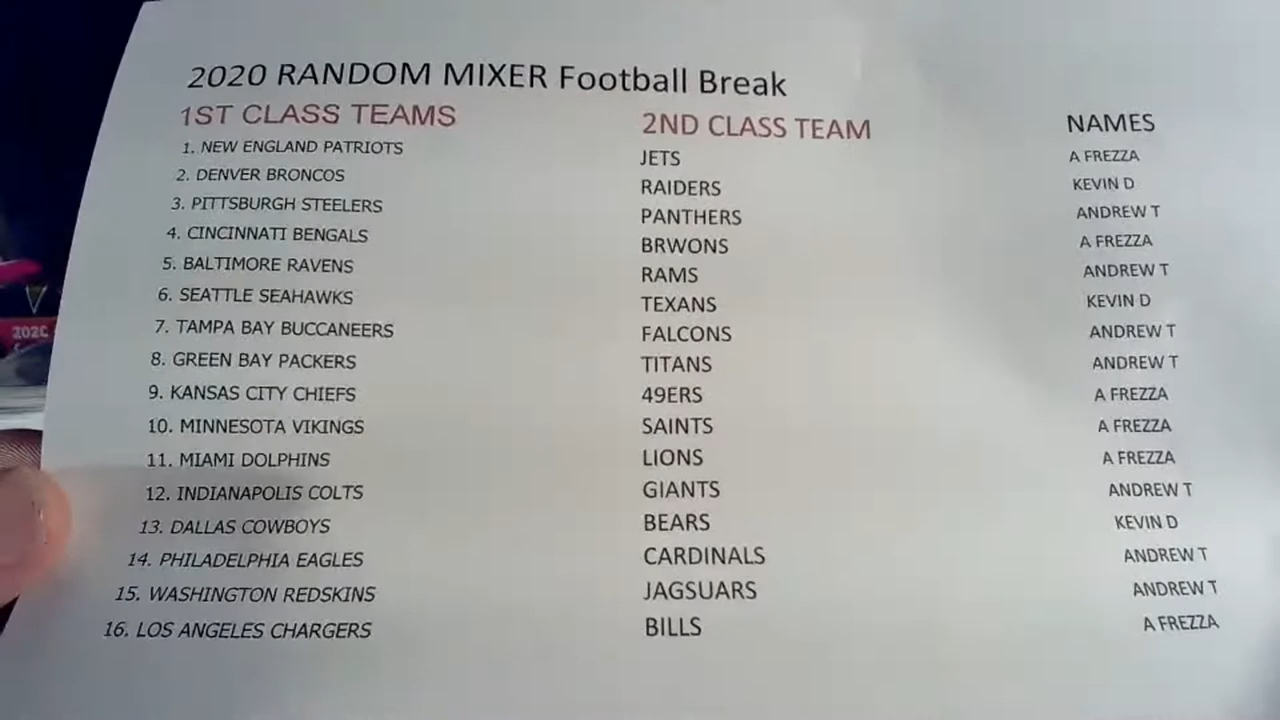 2020 RANDOM MIXER Football Break
1ST CLASS TEAMS 2ND CLASS TEAM NAMES
1. NEW ENGLAND PATRIOTS JETS A FREZZA
2. DENVER BRONCOS RAIDERS KEVIN D
3. PITTSBURGH STEELERS PANTHERS ANDREW T
4. CINCINNATI BENGALS BRWONS A FREZZA
5. BALTIMORE RAVENS RAMS ANDREW T
6. SEATTLE SEAHAWKS TEXANS KEVIN D
7. TAMPA BAY BUCCANEERS FALCONS ANDREW T
8. GREEN BAY PACKERS TITANS ANDREW T
9. KANSAS CITY CHIEFS 49ERS A FREZZA
10. MINNESOTA VIKINGS SAINTS A FREZZA
11. MIAMI DOLPHINS LIONS A FREZZA
12. INDIANAPOLIS COLTS GIANTS ANDREW T
13. DALLAS COWBOYS BEARS KEVIN D
14. PHILADELPHIA EAGLES CARDINALS ANDREW T
15. WASHINGTON REDSKINS JAGSUARS ANDREW T
16. LOS ANGELES CHARGERS BILLS A FREZZA
202C